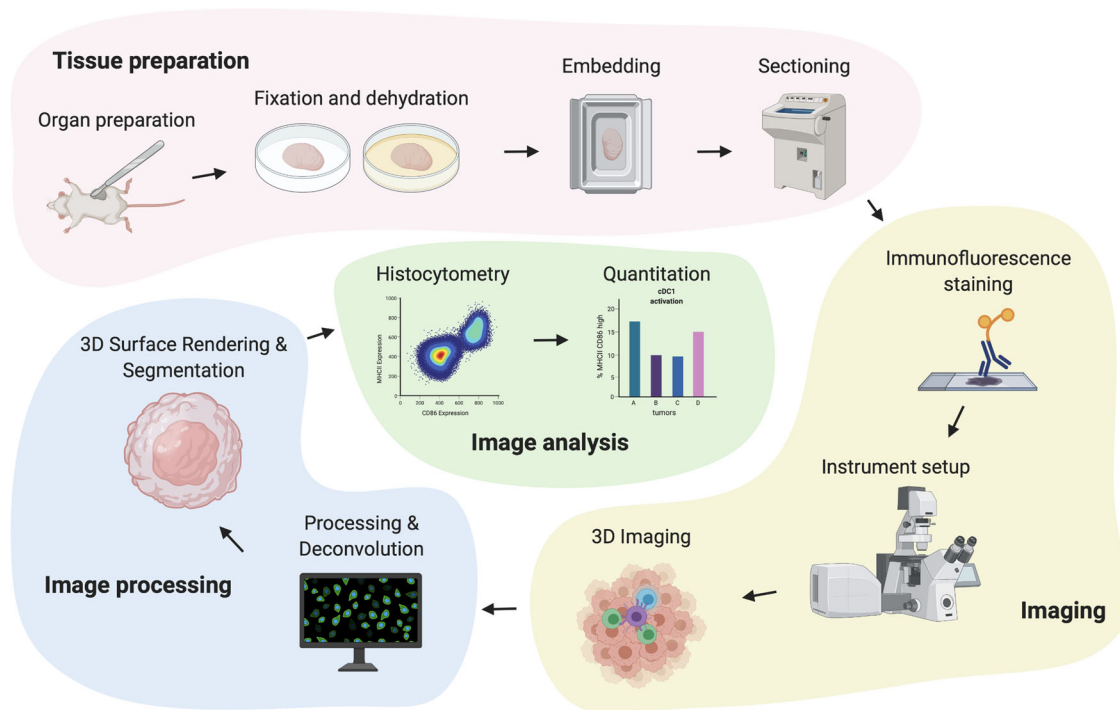 Tissue preparation
Organ preparation
Fixation and dehydration
Embedding
Sectioning
Immunofluorescence
staining
Instrument setup
Imaging
3D Imaging
Processing &
Deconvolution
Image processing
3D Surface Rendering &
Segmentation
Histocytometry
MHCII Expression
1000
800
600
400
200
0
0
200
400
600
800
1000
CD86 Expression
Quantitation
cDC1
activation
% MHCII CD86 high
20
15
10
5
0
A
B
C
D
tumors
Image analysis